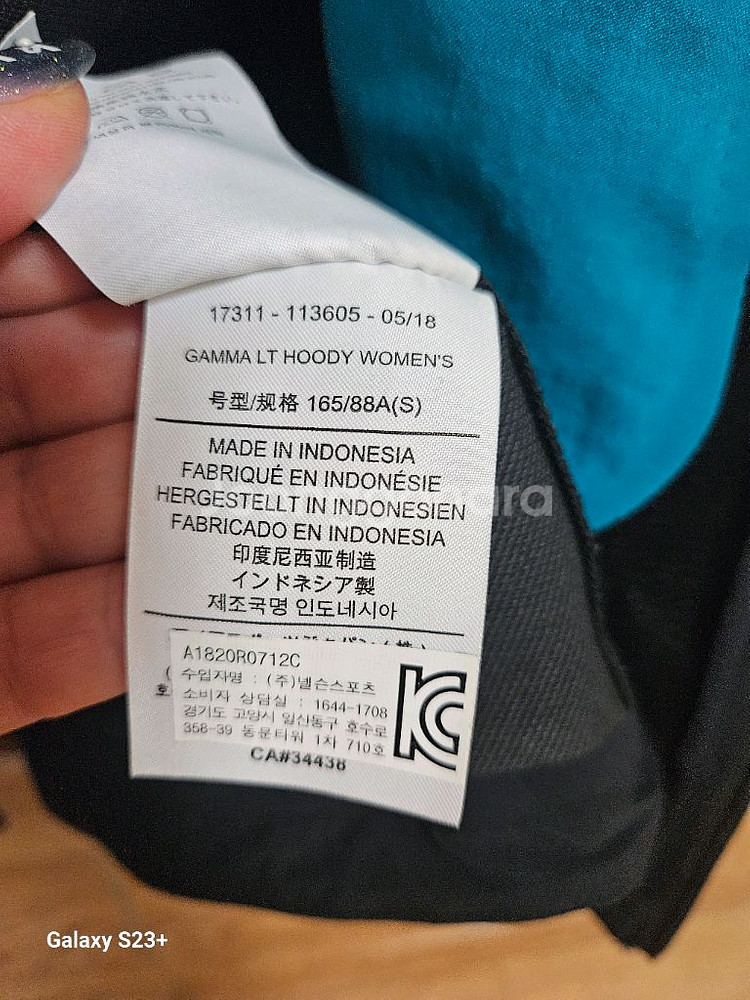 17311 - 113605 - 05/18
GAMMA LT HOODY WOMEN'S
号型/规格 165/88A(S)
MADE IN INDONESIA
FABRIQUÉ EN INDONÉSIE
HERGESTELLT IN INDONESIEN
FABRICADO EN INDONESIA
印度尼西亚制造
インドネシア製
제조국명 인도네시아
A1820R0712C
수입자명 : (주)넬슨스포츠
소비자 상담실 : 1644-1708
경기도 고양시 일산동구 호수로
358-39 동문타워 1차 710호
CA#34438
Galaxy S23+